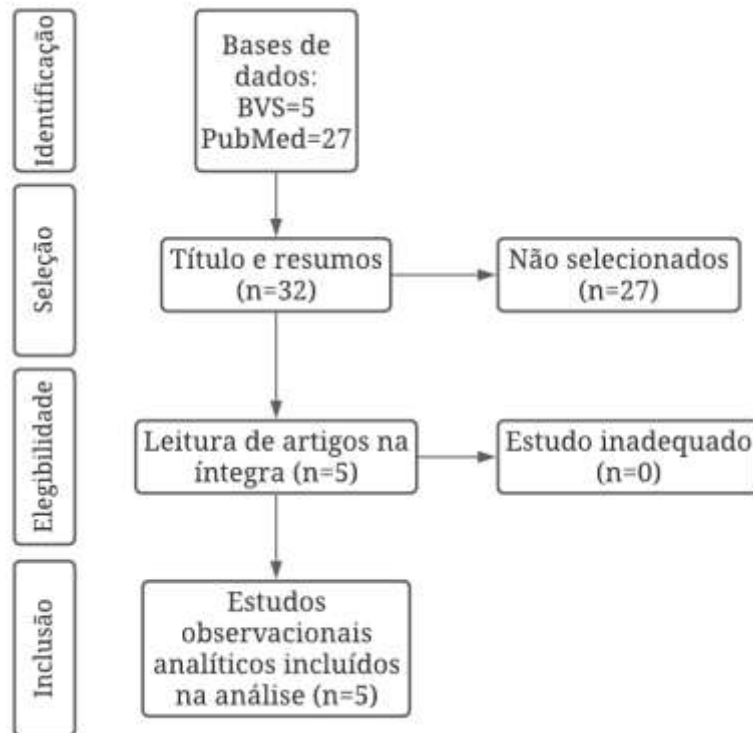 Identificação
Bases de
dados:
BVS=5
PubMed=27
Seleção
Título e resumos
(n=32)
Não selecionados
(n=27)
Elegibilidade
Leitura de artigos na
íntegra (n=5)
Estudo inadequado
(n=0)
Inclusão
Estudos
observacionais
analíticos incluídos
na análise (n=5)